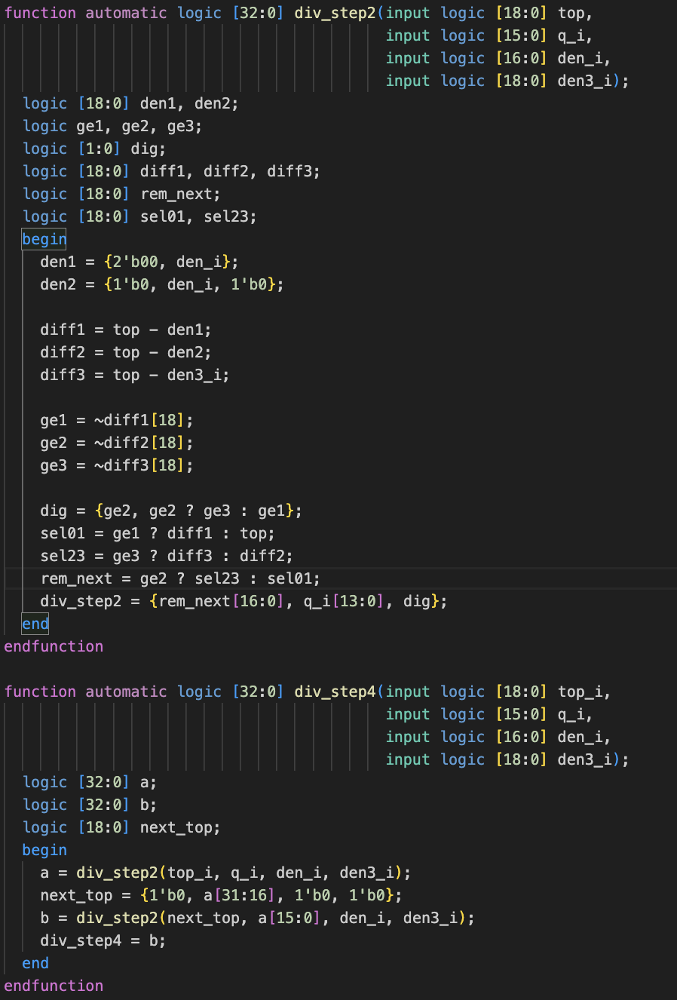 function automatic logic [32:0] div_step2(input logic [18:0] top,
input logic [15:0] q_i,
input logic [16:0] den_i,
input logic [18:0] den3_i);
logic [18:0] den1, den2;
logic ge1, ge2, ge3;
logic [1:0] dig;
logic [18:0] diff1, diff2, diff3;
logic [18:0] rem_next;
logic [18:0] sel01, sel23;
begin
den1 = {2'b00, den_i};
den2 = {1'b0, den_i, 1'b0};
diff1 = top - den1;
diff2 = top - den2;
diff3 = top - den3_i;
ge1 = ~diff1[18];
ge2 = ~diff2[18];
ge3 = ~diff3[18];
dig = {ge2, ge2 ? ge3 : ge1};
sel01 = ge1 ? diff1 : top;
sel23 = ge3 ? diff3 : diff2;
rem_next = ge2 ? sel23 : sel01;
div_step2 = {rem_next[16:0], q_i[13:0], dig};
end
endfunction
function automatic logic [32:0] div_step4(input logic [18:0] top_i,
input logic [15:0] q_i,
input logic [16:0] den_i,
input logic [18:0] den3_i);
logic [32:0] a;
logic [32:0] b;
logic [18:0] next_top;
begin
a = div_step2(top_i, q_i, den_i, den3_i);
next_top = {1'b0, a[31:16], 1'b0, 1'b0};
b = div_step2(next_top, a[15:0], den_i, den3_i);
div_step4 = b;
end
endfunction